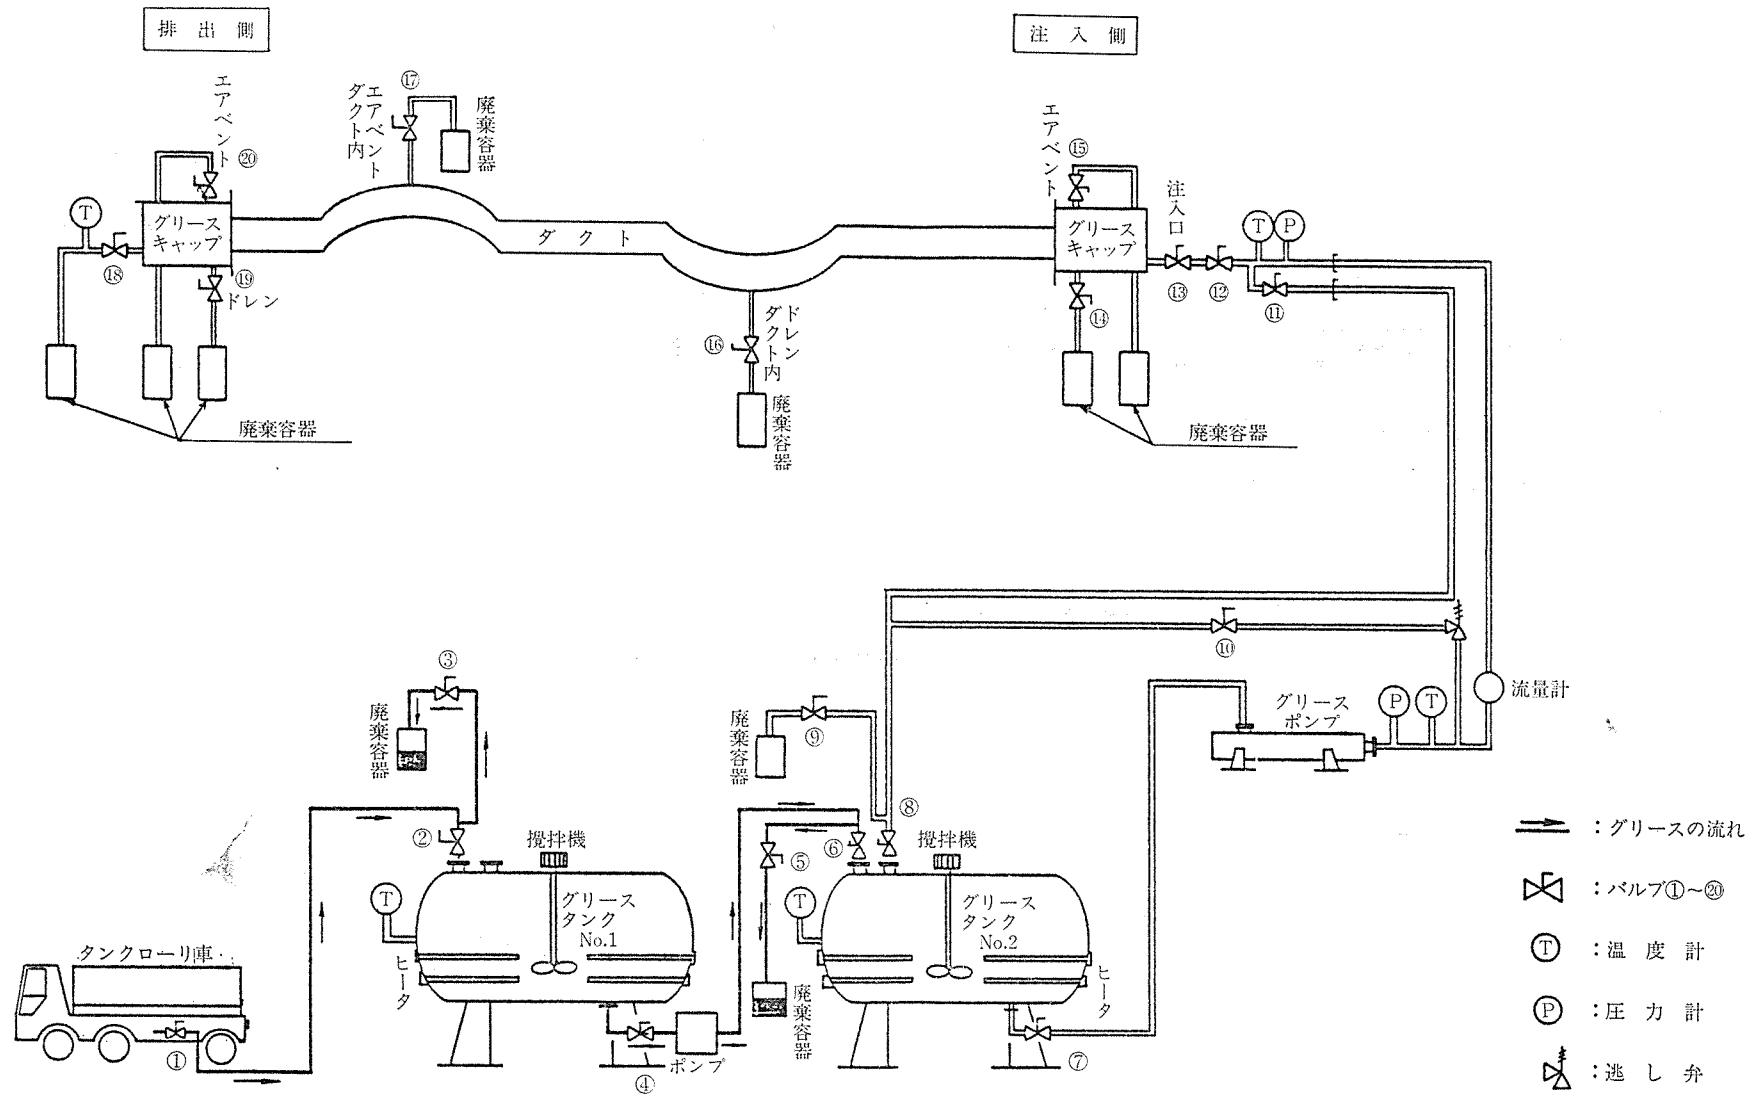 排出側
注入側
エアベント
⑳
ダクト内
エアベント
⑰
廃棄容器
T
グリース
キャップ
⑱
⑲
ドレン
廃棄容器
ダクト
⑯
ダクト内
ドレン
廃棄容器
エアベント
⑮
グリース
キャップ
⑭
廃棄容器
注入口
⑬
⑫
T
P
⑪
⑩
③
廃棄容器
②
攪拌機
T
グリース
タンク
No.1
ヒータ
タンクローリ車
①
④
ポンプ
⑤
廃棄容器
⑥
廃棄容器
⑨
⑧
攪拌機
T
グリース
タンク
No.2
ヒータ
⑦
グリース
ポンプ
P
T
流量計
：グリースの流れ
：バルブ①～⑳
T：温度計
P：圧力計
：逃し弁